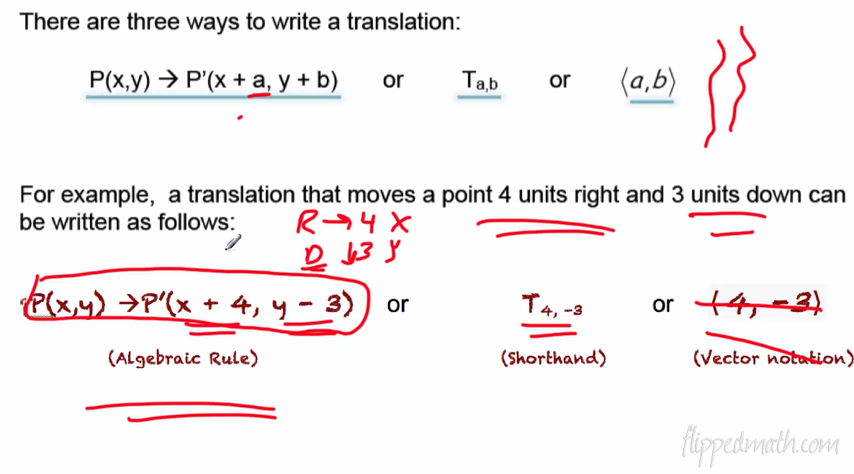 There are three ways to write a translation:
P(x,y) → P'(x + a, y + b) or T a,b or ⟨a,b⟩
For example, a translation that moves a point 4 units right and 3 units down can
be written as follows:
R → 4 X
D ↓3 y
P(x,y) →P'(x + 4, y - 3) or T 4, -3 or ⟨4, -3⟩
(Algebraic Rule) (Shorthand) (Vector notation)
flippedmath.com